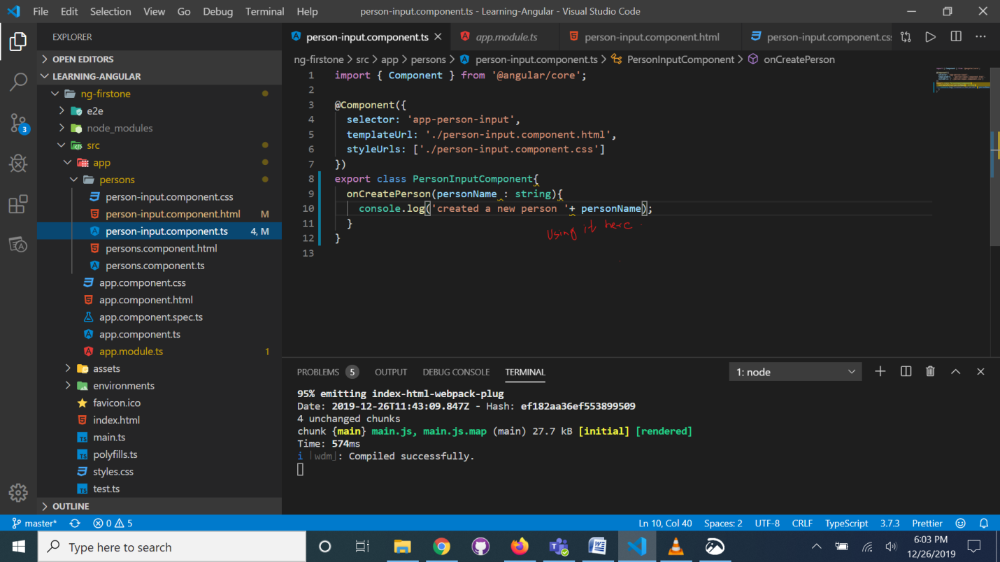 File Edit Selection View Go Debug Terminal Help
person-input.component.ts - Learning-Angular - Visual Studio Code
EXPLORER
OPEN EDITORS
LEARNING-ANGULAR
ng-firstone
e2e
node_modules
src
app
persons
person-input.component.css
person-input.component.html M
person-input.component.ts 4, M
persons.component.html
persons.component.ts
app.component.css
app.component.html
app.component.spec.ts
app.component.ts
app.module.ts 1
assets
environments
favicon.ico
index.html
main.ts
polyfills.ts
styles.css
test.ts
OUTLINE
3
person-input.component.ts app.module.ts person-input.component.html person-input.component.cs
ng-firstone > src > app > persons > person-input.component.ts > PersonInputComponent > onCreatePerson
1 import { Component } from '@angular/core';
2
3 @Component({
4 selector: 'app-person-input',
5 templateUrl: './person-input.component.html',
6 styleUrls: ['./person-input.component.css']
7 })
8 export class PersonInputComponent{
9 onCreatePerson(personName : string){
10 console.log('created a new person '+ personName);
11 }
12 }
13
Using it here
PROBLEMS 5 OUTPUT DEBUG CONSOLE TERMINAL 1: node
95% emitting index-html-webpack-plug
Date: 2019-12-26T11:43:09.847Z - Hash: ef182aa36ef553899509
4 unchanged chunks
chunk {main} main.js, main.js.map (main) 27.7 kB [initial] [rendered]
Time: 574ms
i ｢wdm｣: Compiled successfully.
master* 0 5 Ln 10, Col 40 Spaces: 2 UTF-8 CRLF TypeScript 3.7.3 Prettier
Type here to search
6:03 PM
12/26/2019